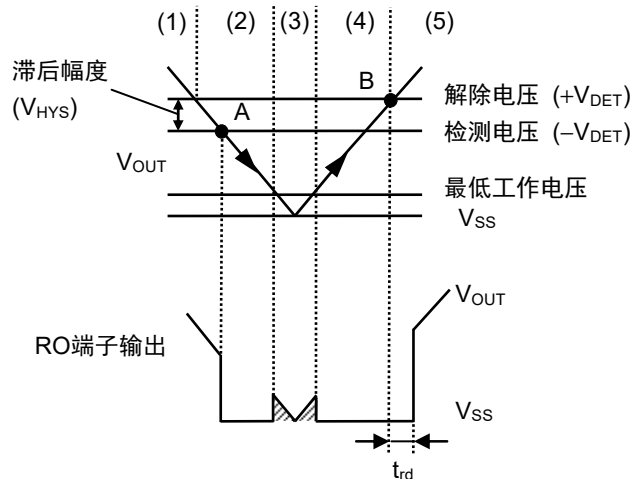 (1) (2) (3) (4) (5)
滞后幅度
(VHYS)
A
B
解除电压 (+VDET)
检测电压 (−VDET)
VOUT
最低工作电压
VSS
VOUT
RO端子输出
VSS
trd